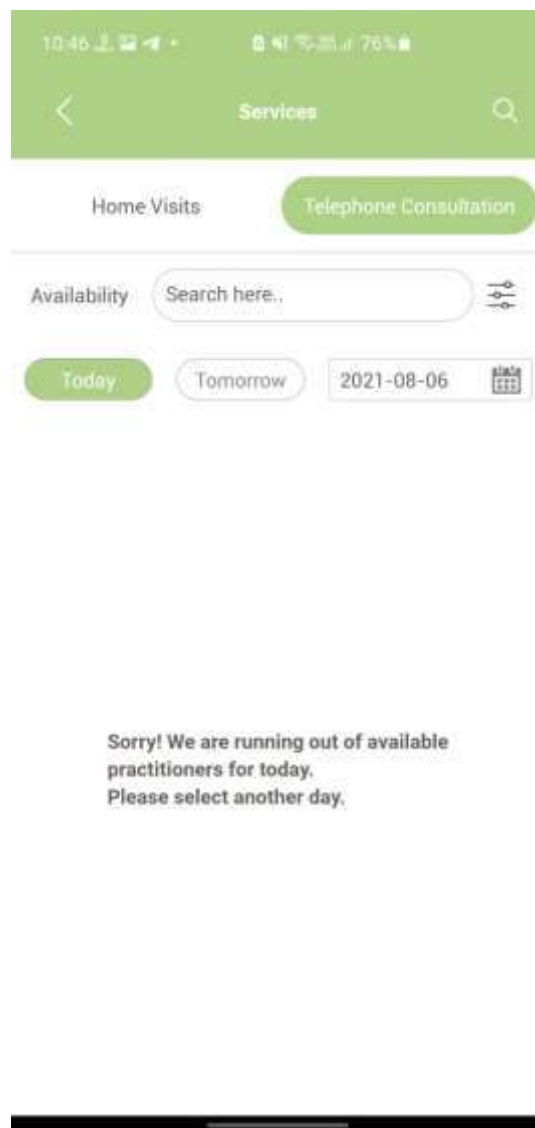 10:46 76%
Services
Home Visits Telephone Consultation
Availability Search here..
Today Tomorrow 2021-08-06
Sorry! We are running out of available
practitioners for today.
Please select another day.